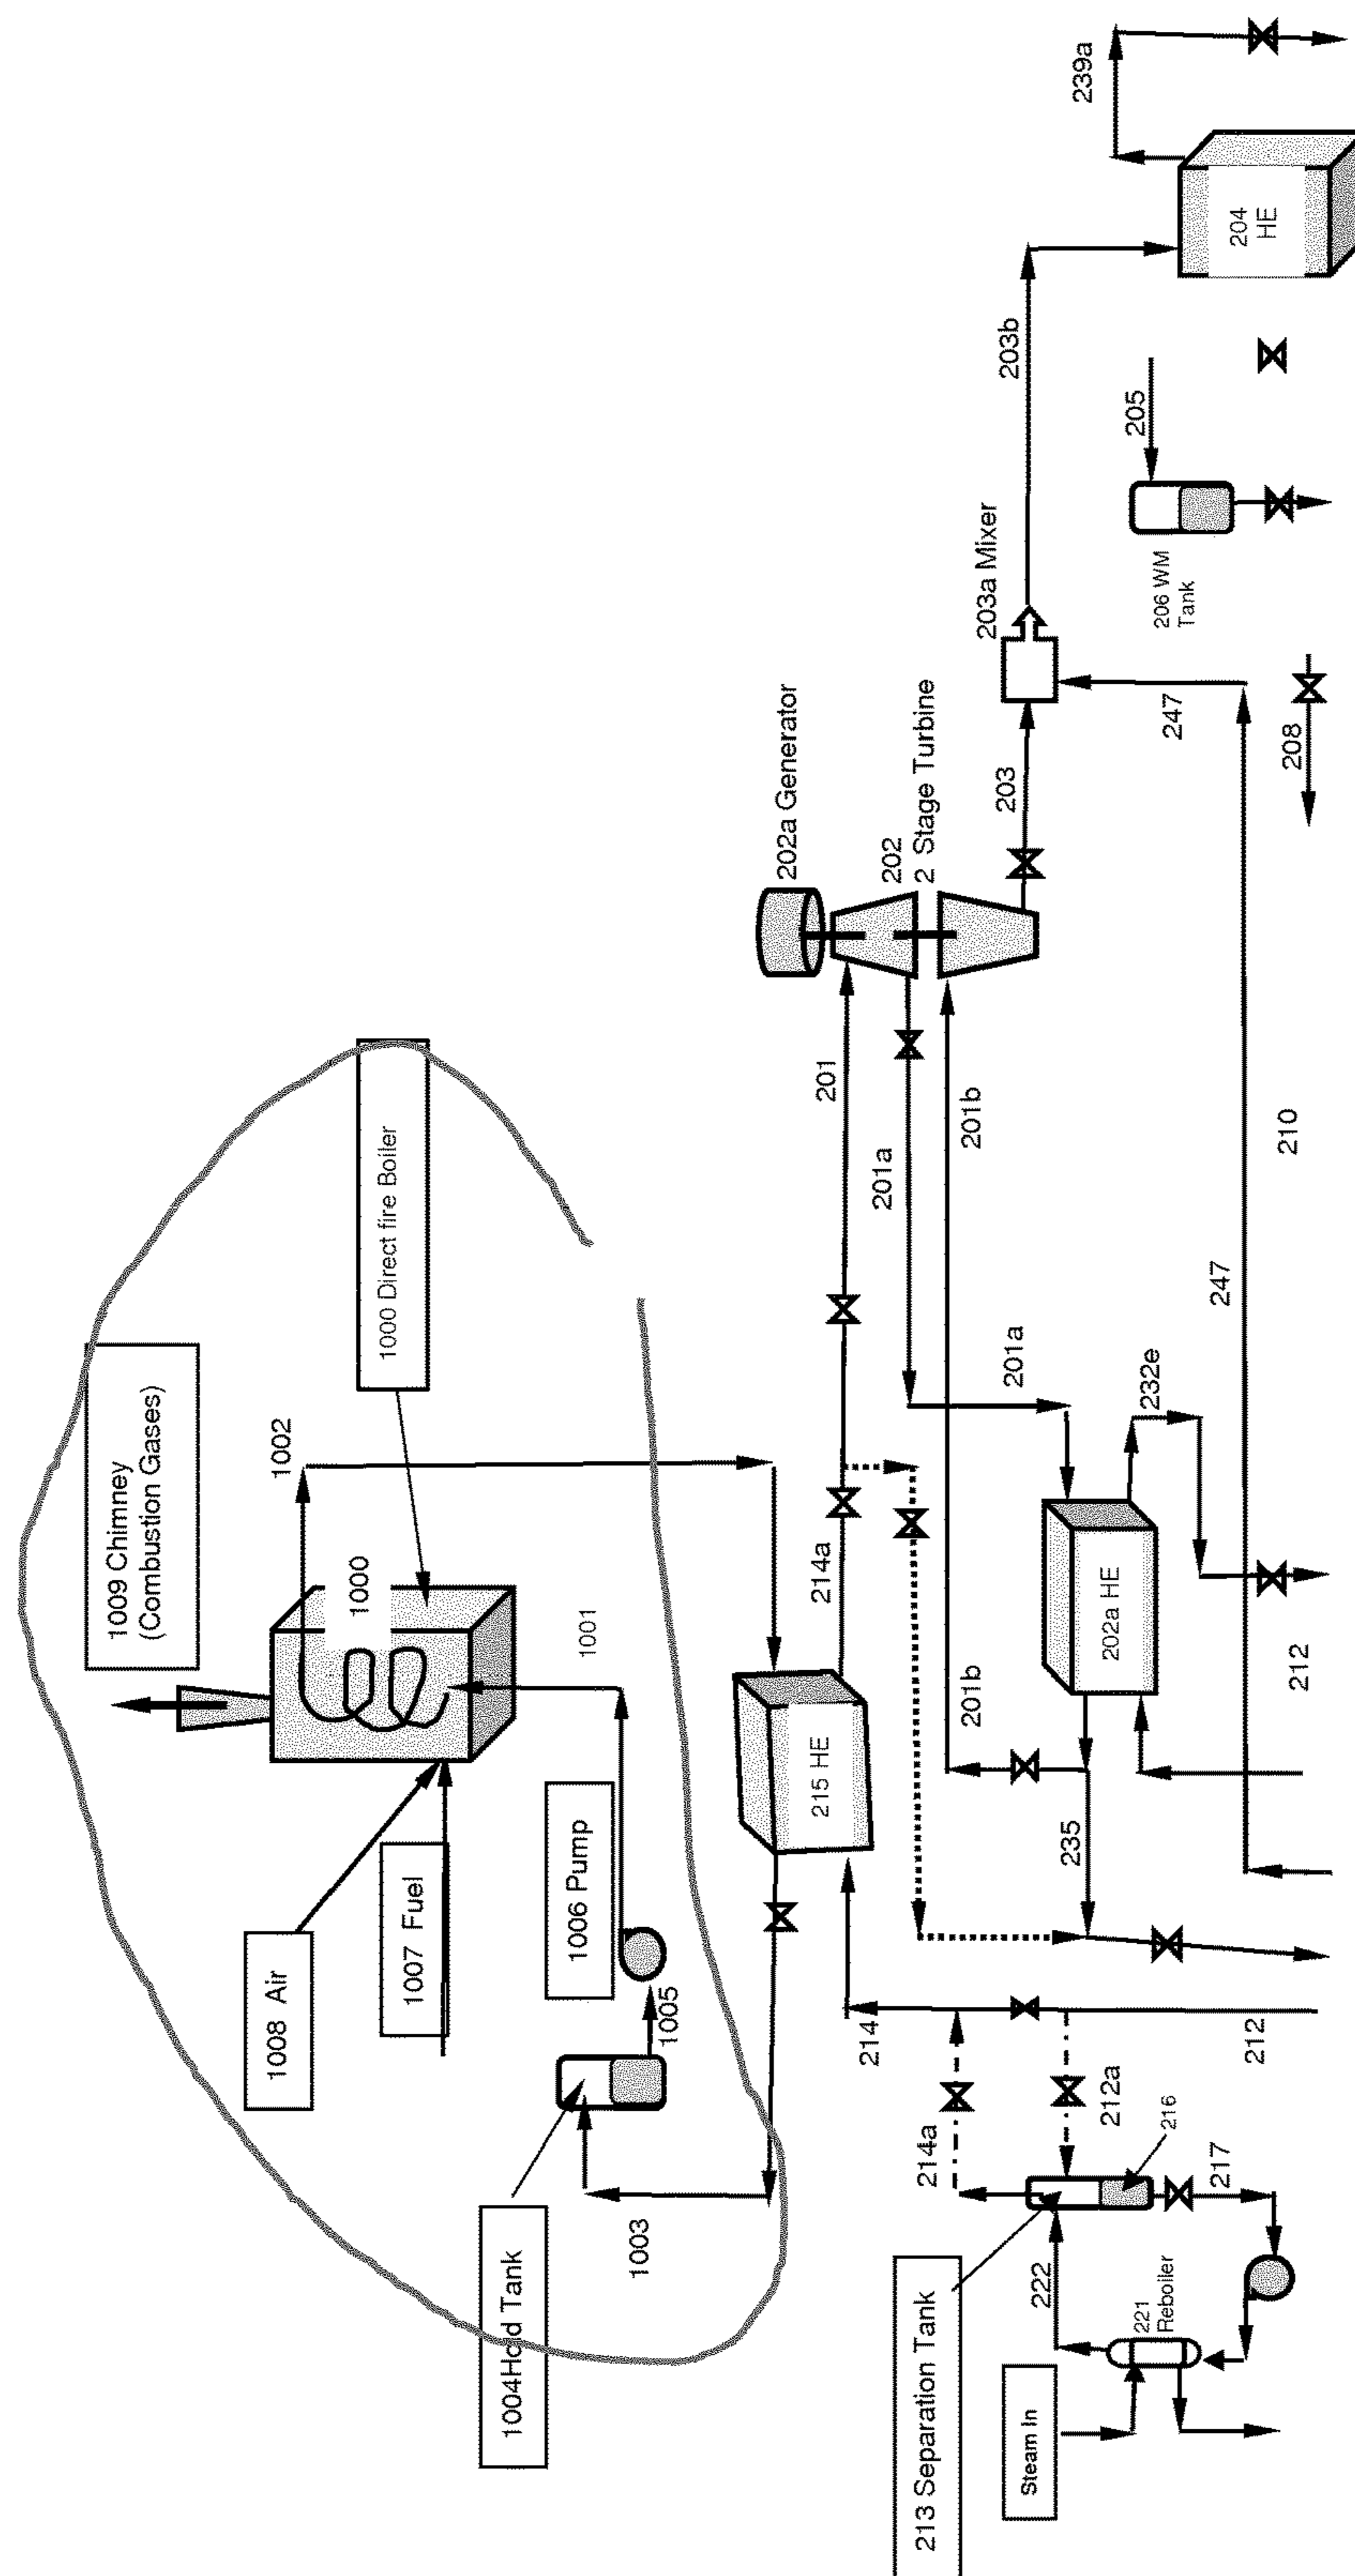 1009 Chimney
(Combustion Gases)
1002
1000 Direct fire Boiler
1000
1008 Air
1007 Fuel
1001
1006 Pump
1005
1004Hold Tank
1003
215 HE
214a
201
202a Generator
202
2 Stage Turbine
201a
201b
203
203a Mixer
203b
239a
204
HE
205
206 WM
Tank
247
208
210
247
201a
232e
202a HE
201b
235
212
214
212
212a
214a
216
217
213 Separation Tank
222
221
Reboiler
Steam In